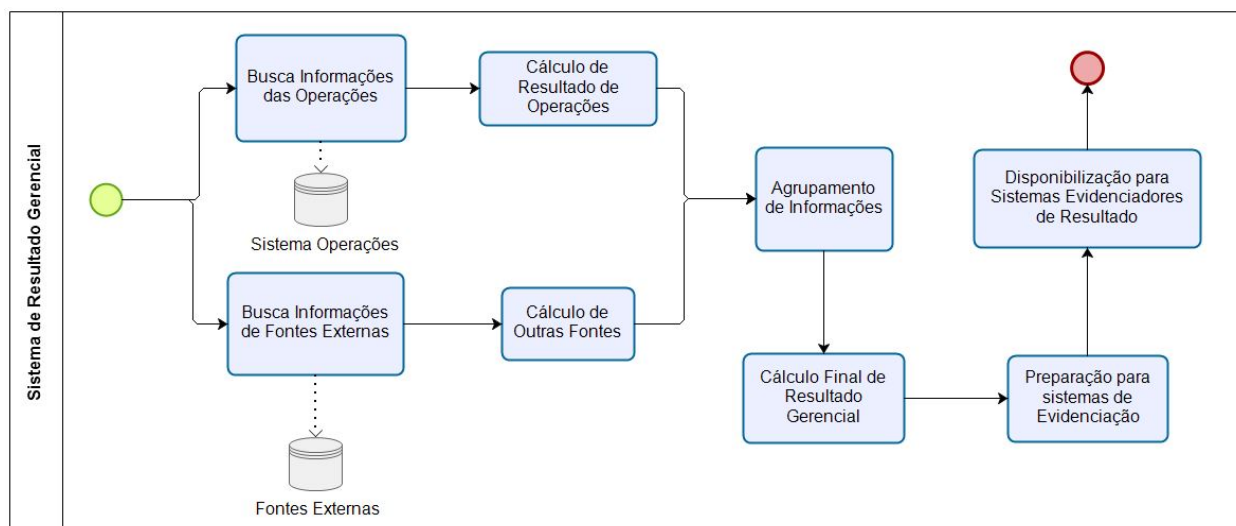 Sistema de Resultado Gerencial
Busca Informações
das Operações
Cálculo de
Resultado de
Operações
Sistema Operações
Busca Informações
de Fontes Externas
Cálculo de
Outras Fontes
Fontes Externas
Agrupamento
de Informações
Cálculo Final de
Resultado
Gerencial
Preparação para
sistemas de
Evidenciação
Disponibilização para
Sistemas Evidenciadores
de Resultado